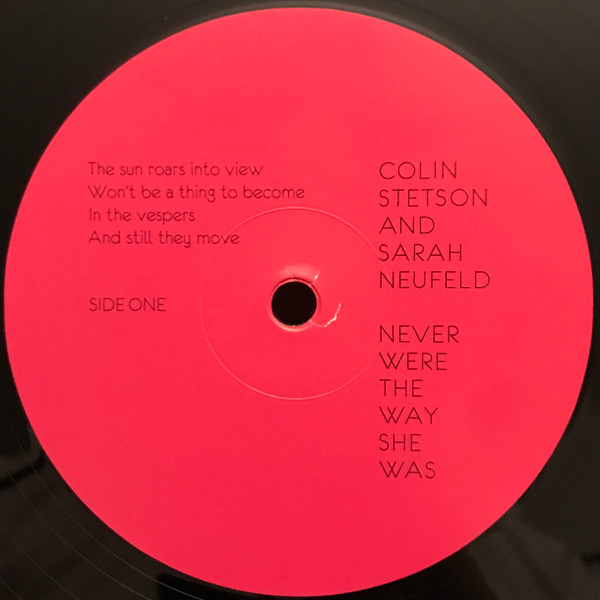 The sun roars into view
Won't be a thing to become
In the vespers
And still they move
SIDE ONE
COLIN
STETSON
AND
SARAH
NEUFELD
NEVER
WERE
THE
WAY
SHE
WAS